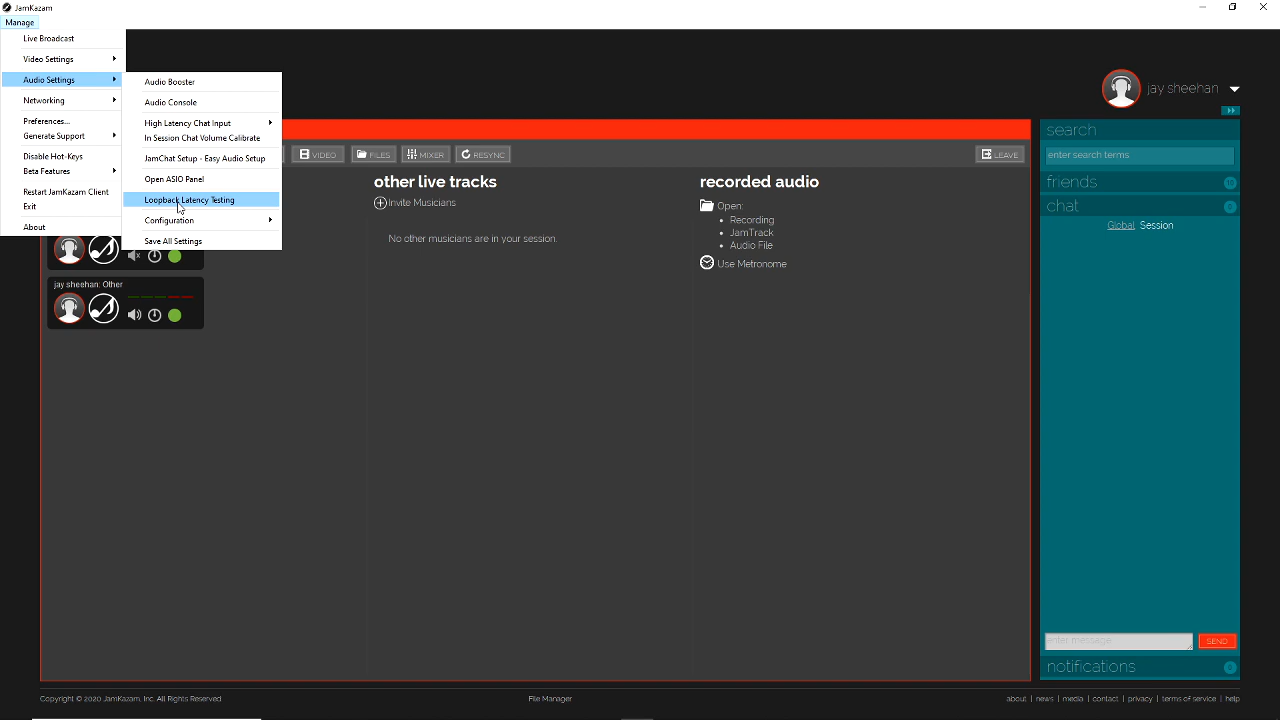 JamKazam
Manage
Live Broadcast
Video Settings
Audio Settings
Networking
Preferences...
Generate Support
Disable Hot-Keys
Beta Features
Restart JamKazam Client
Exit
About
Audio Booster
Audio Console
High Latency Chat Input
In Session Chat Volume Calibrate
JamChat Setup - Easy Audio Setup
Open ASIO Panel
Loopback Latency Testing
Configuration
Save All Settings
jay sheehan
VIDEO
FILES
MIXER
RESYNC
LEAVE
jay sheehan: Other
other live tracks
Invite Musicians
No other musicians are in your session.
recorded audio
Open:
Recording
JamTrack
Audio File
Use Metronome
search
enter search terms
friends
chat
Global Session
enter message
SEND
notifications
Copyright © 2020 JamKazam, Inc. All Rights Reserved
File Manager
about | news | media | contact | privacy | terms of service | help